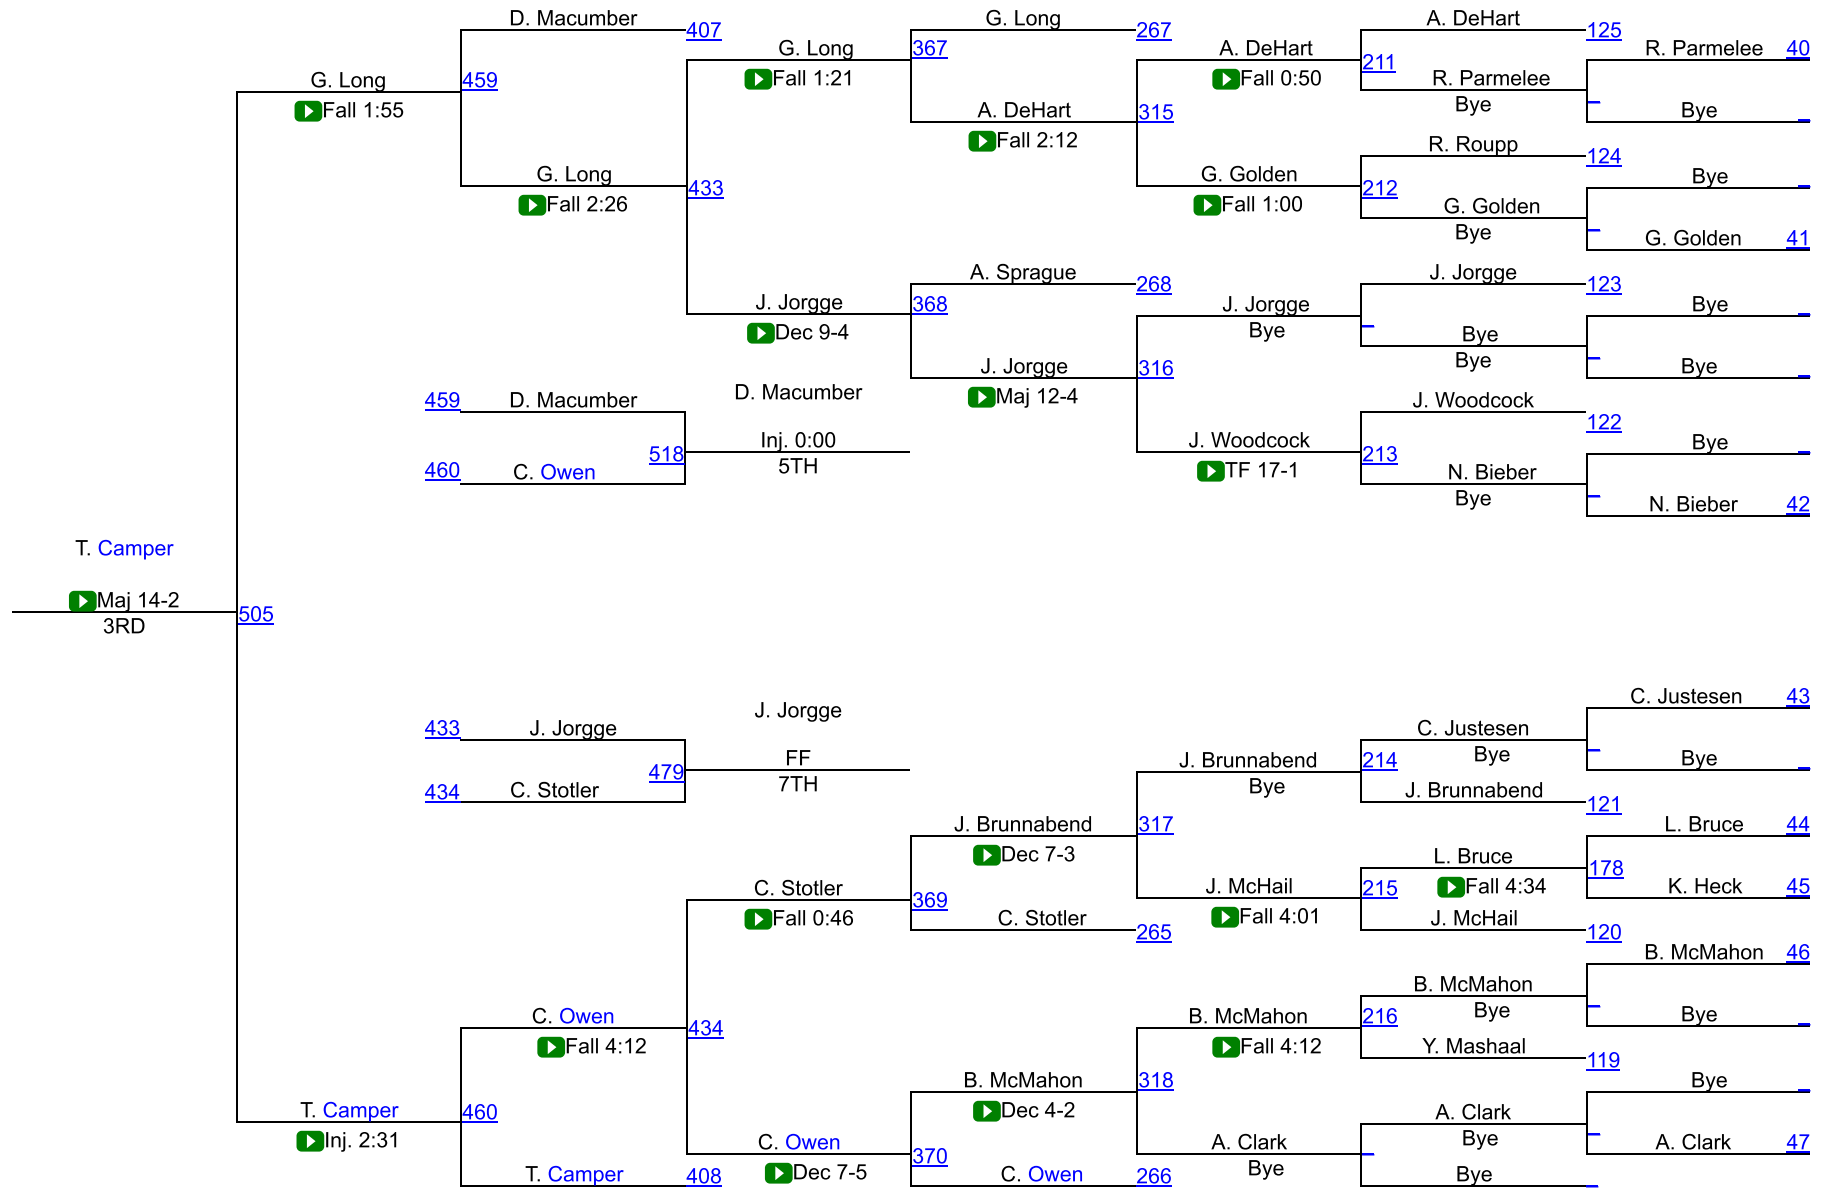 D. Macumber
407
G. Long
267
A. DeHart
125
G. Long
367
A. DeHart
R. Parmelee
40
G. Long
459
Fall 1:21
Fall 0:50
211
R. Parmelee
Bye
Fall 1:55
A. DeHart
315
Bye
Fall 2:12
R. Roupp
124
G. Long
433
G. Golden
212
Bye
Fall 2:26
Fall 1:00
G. Golden
Bye
G. Golden
41
A. Sprague
268
J. Jorgge
123
J. Jorgge
368
J. Jorgge
Bye
Dec 9-4
Bye
Bye
Bye
J. Jorgge
316
Bye
459
D. Macumber
D. Macumber
Maj 12-4
J. Woodcock
122
Inj. 0:00
J. Woodcock
Bye
518
5TH
TF 17-1
213
460
C. Owen
N. Bieber
Bye
N. Bieber
42
T. Camper
Maj 14-2
505
3RD
C. Justesen
43
J. Jorgge
433
J. Jorgge
C. Justesen
Bye
FF
J. Brunnabend
214
Bye
479
7TH
Bye
434
C. Stotler
J. Brunnabend
121
J. Brunnabend
317
L. Bruce
44
Dec 7-3
L. Bruce
178
C. Stotler
369
J. McHail
215
Fall 4:34
K. Heck
45
Fall 0:46
C. Stotler
265
Fall 4:01
J. McHail
120
B. McMahon
46
B. McMahon
Bye
C. Owen
434
B. McMahon
216
Bye
Fall 4:12
Fall 4:12
Y. Mashaal
119
B. McMahon
318
Bye
T. Camper
460
Dec 4-2
A. Clark
Bye
Inj. 2:31
C. Owen
370
A. Clark
Bye
A. Clark
47
T. Camper
408
Dec 7-5
C. Owen
266
Bye